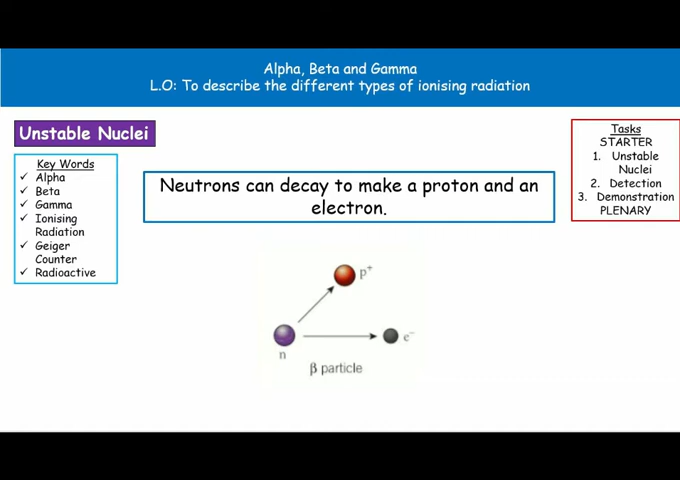 Alpha, Beta and Gamma
L.O: To describe the different types of ionising radiation
Unstable Nuclei
Key Words
✓ Alpha
✓ Beta
✓ Gamma
✓ Ionising
Radiation
✓ Geiger
Counter
✓ Radioactive
Neutrons can decay to make a proton and an
electron.
Tasks
STARTER
1. Unstable
Nuclei
2. Detection
3. Demonstration
PLENARY
p⁺
n
e⁻
β particle